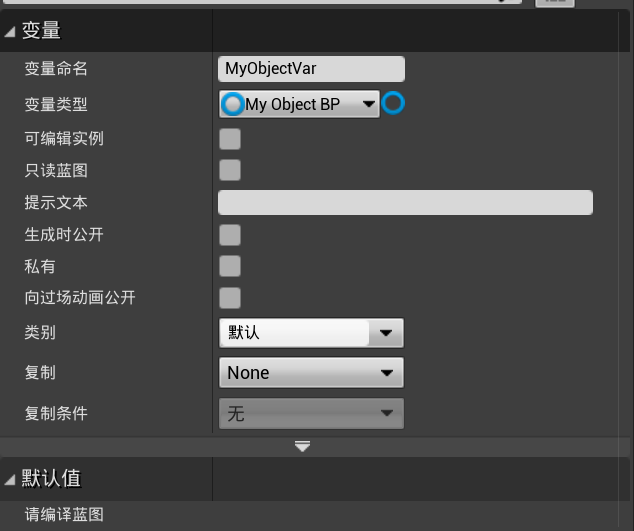 变量
变量命名 MyObjectVar
变量类型 My Object BP
可编辑实例
只读蓝图
提示文本
生成时公开
私有
向过场动画公开
类别 默认
复制 None
复制条件 无
默认值
请编译蓝图